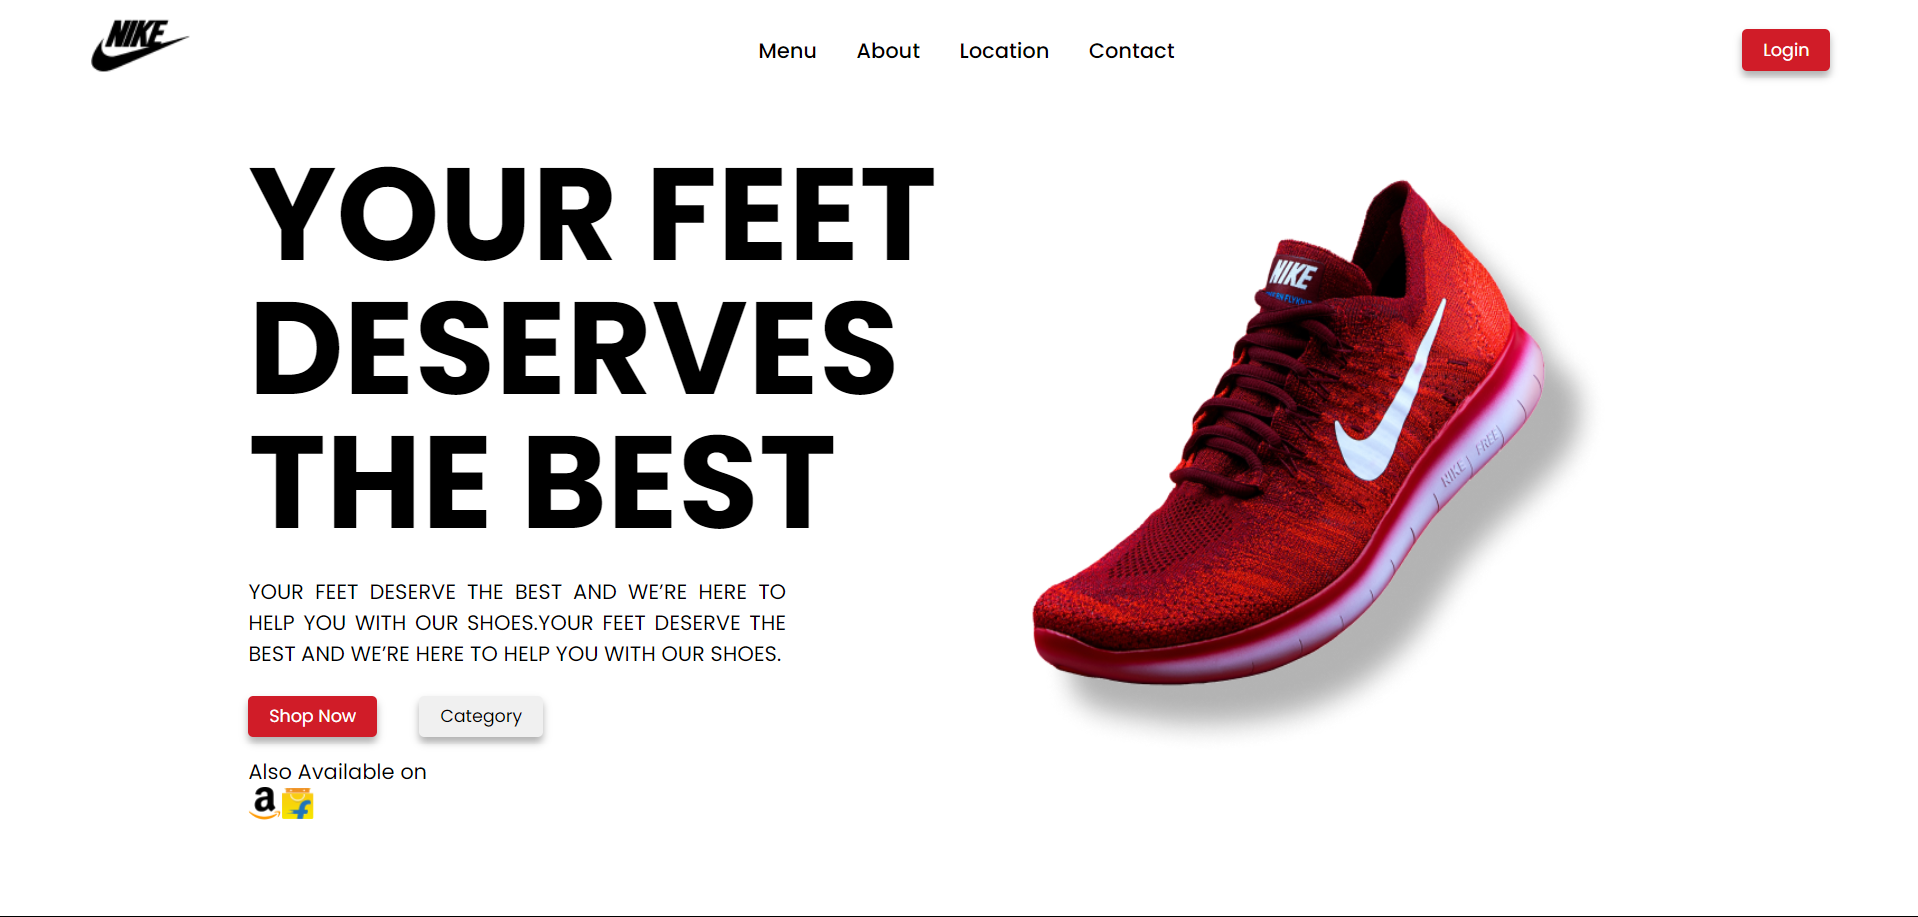 NIKE
Menu
About
Location
Contact
Login
YOUR FEET
DESERVES
THE BEST
YOUR FEET DESERVE THE BEST AND WE’RE HERE TO
HELP YOU WITH OUR SHOES.YOUR FEET DESERVE THE
BEST AND WE’RE HERE TO HELP YOU WITH OUR SHOES.
Shop Now
Category
Also Available on
a
f
NIKE
NIKE FREE